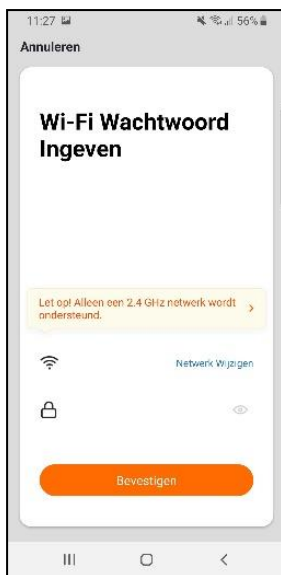 11:27 56%
Annuleren
Wi-Fi Wachtwoord
Ingeven
Let op! Alleen een 2.4 GHz netwerk wordt
ondersteund.
Netwerk Wijzigen
Bevestigen